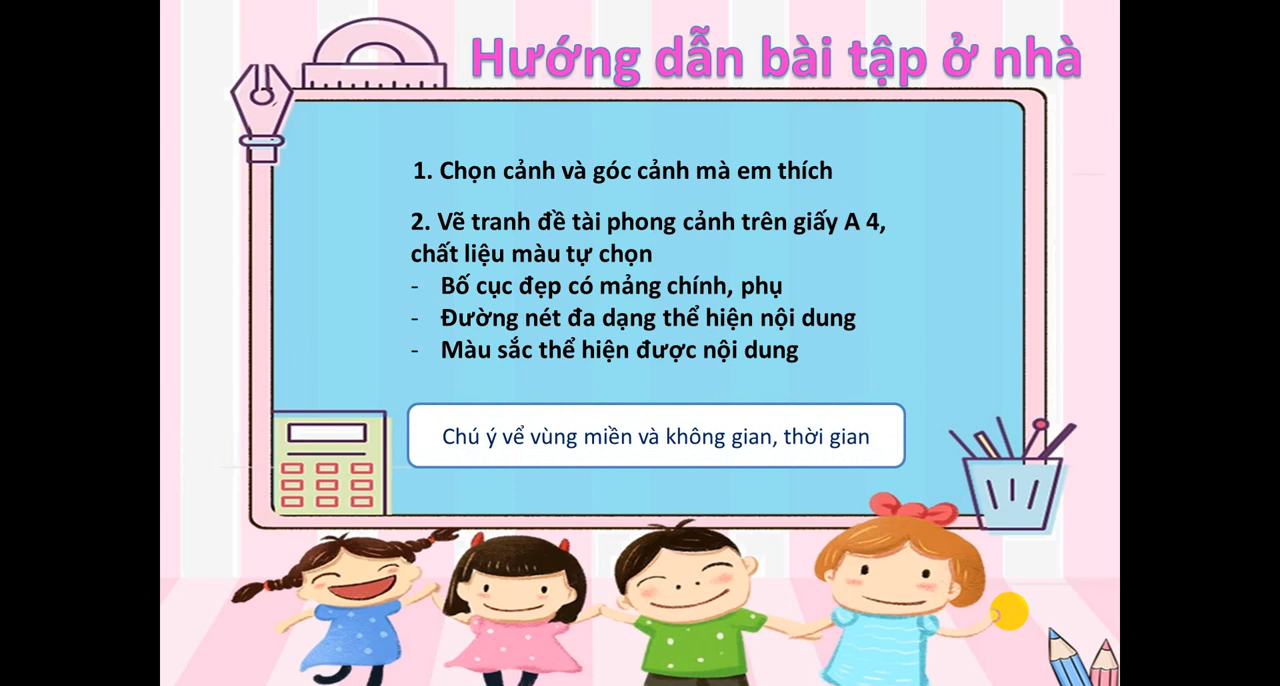 Hướng dẫn bài tập ở nhà
1. Chọn cảnh và góc cảnh mà em thích
2. Vẽ tranh đề tài phong cảnh trên giấy A 4,
chất liệu màu tự chọn
- Bố cục đẹp có mảng chính, phụ
- Đường nét đa dạng thể hiện nội dung
- Màu sắc thể hiện được nội dung
Chú ý vể vùng miền và không gian, thời gian